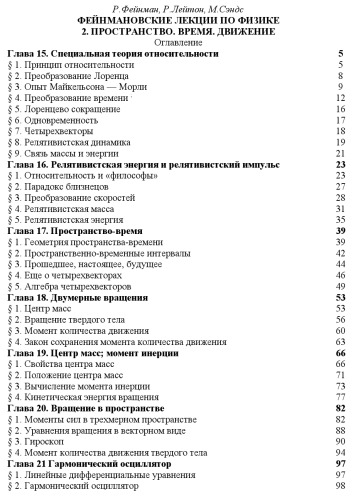 Р.Фейнман, Р.Лейтон, М.Сэндс
ФЕЙНМАНОВСКИЕ ЛЕКЦИИ ПО ФИЗИКЕ
2. ПРОСТРАНСТВО. ВРЕМЯ. ДВИЖЕНИЕ
Оглавление
Глава 15. Специальная теория относительности 5
§ 1. Принцип относительности 5
§ 2. Преобразование Лоренца 8
§ 3. Опыт Майкельсона — Морли 9
§ 4. Преобразование времени 12
§ 5. Лоренцево сокращение 16
§ 6. Одновременность 17
§ 7. Четырехвекторы 18
§ 8. Релятивистская динамика 19
§ 9. Связь массы и энергии 21
Глава 16. Релятивистская энергия и релятивистский импульс 23
§ 1. Относительность и «философы» 23
§ 2. Парадокс близнецов 27
§ 3. Преобразование скоростей 28
§ 4. Релятивистская масса 31
§ 5. Релятивистская энергия 35
Глава 17. Пространство-время 39
§ 1. Геометрия пространства-времени 39
§ 2. Пространственно-временные интервалы 42
§ 3. Прошедшее, настоящее, будущее 44
§ 4. Еще о четырехвекторах 46
§ 5. Алгебра четырехвекторов 49
Глава 18. Двумерные вращения 53
§ 1. Центр масс 53
§ 2. Вращение твердого тела 56
§ 3. Момент количества движения 60
§ 4. Закон сохранения момента количества движения 63
Глава 19. Центр масс; момент инерции 66
§ 1. Свойства центра масс 66
§ 2. Положение центра масс 71
§ 3. Вычисление момента инерции 73
§ 4. Кинетическая энергия вращения 77
Глава 20. Вращение в пространстве 82
§ 1. Моменты сил в трехмерном пространстве 82
§ 2. Уравнения вращения в векторном виде 88
§ 3. Гироскоп 90
§ 4. Момент количества движения твердого тела 94
Глава 21 Гармонический осциллятор 97
§ 1. Линейные дифференциальные уравнения 97
§ 2. Гармонический осциллятор 98